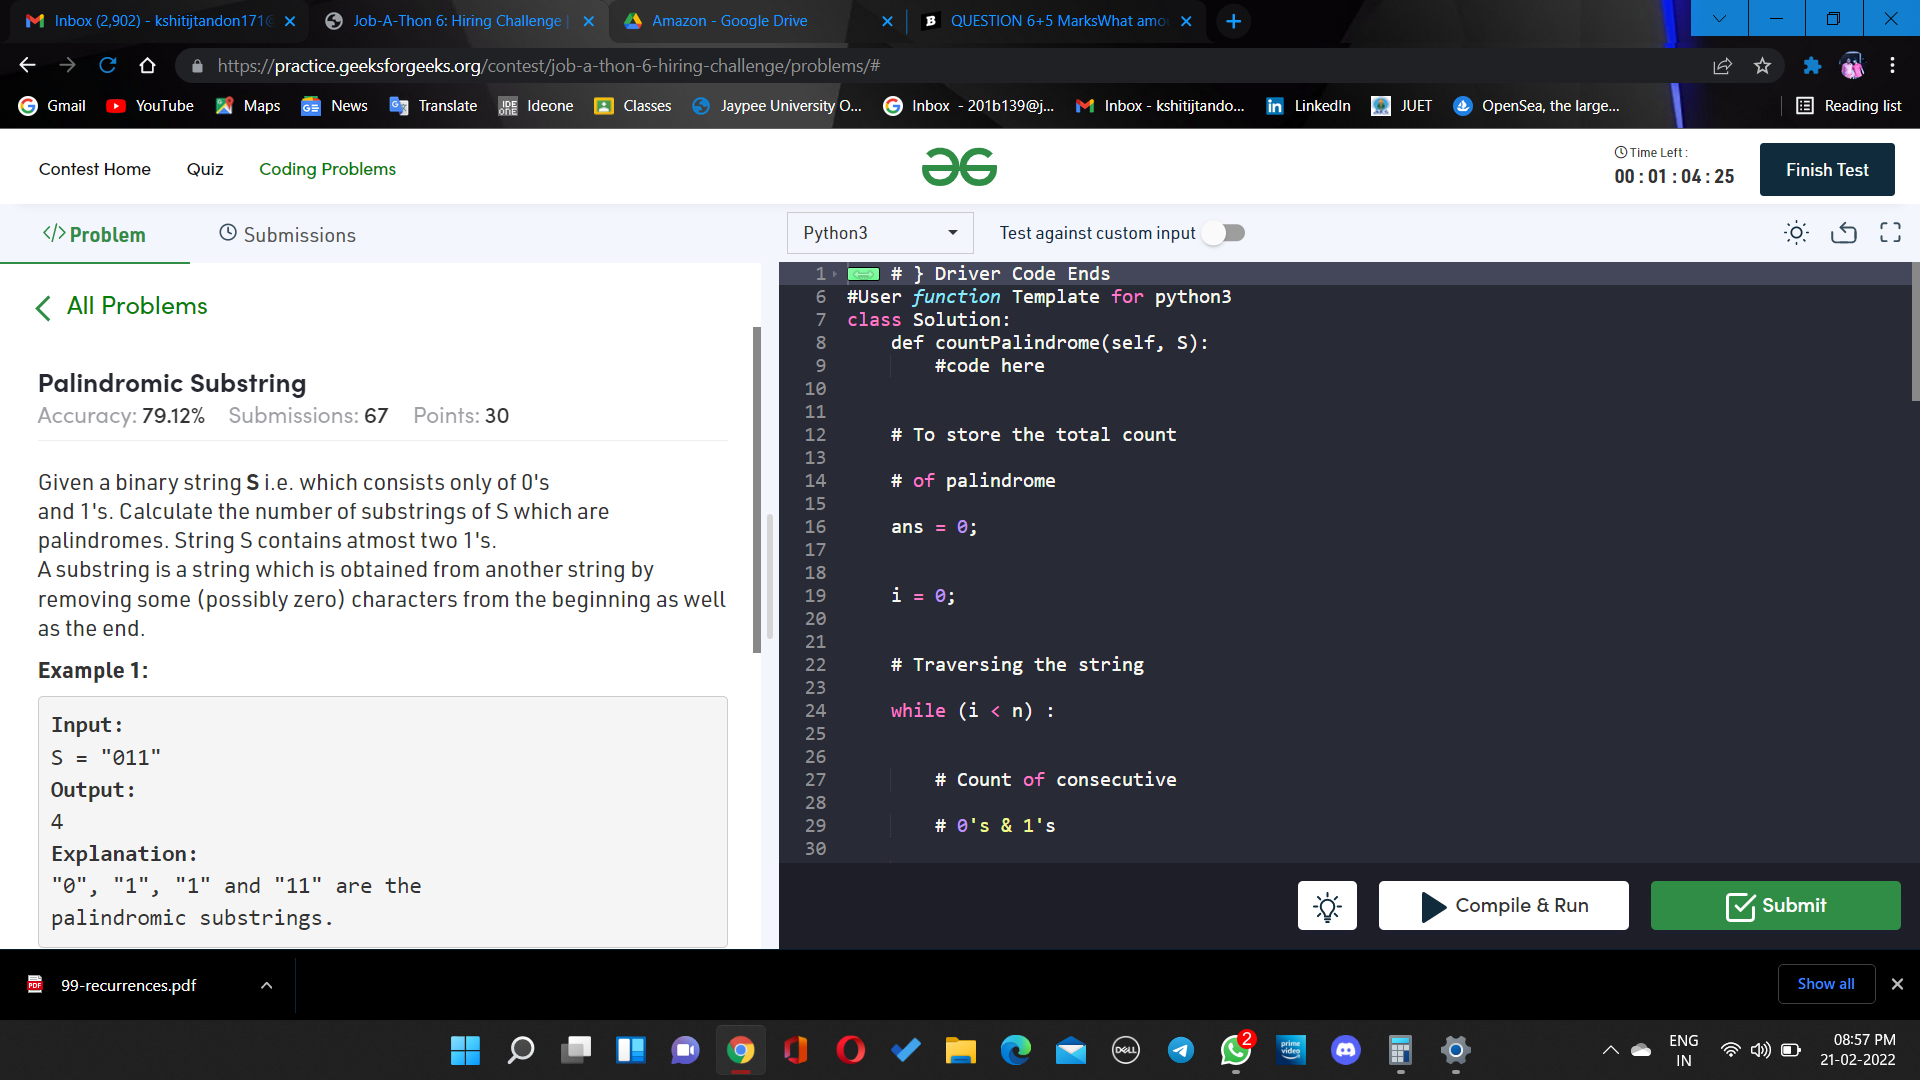 Inbox (2,902) - kshitijtandon171@
Job-A-Thon 6: Hiring Challenge |
Amazon - Google Drive
QUESTION 6+5 MarksWhat amou
https://practice.geeksforgeeks.org/contest/job-a-thon-6-hiring-challenge/problems/#
Gmail
YouTube
Maps
News
Translate
Ideone
Classes
Jaypee University O...
Inbox - 201b139@j...
Inbox - kshitijtando...
LinkedIn
JUET
OpenSea, the large...
Reading list
Contest Home
Quiz
Coding Problems
Time Left :
00 : 01 : 04 : 25
Finish Test
</> Problem
Submissions
Python3
Test against custom input
All Problems
Palindromic Substring
Accuracy: 79.12% Submissions: 67 Points: 30
Given a binary string S i.e. which consists only of 0's
and 1's. Calculate the number of substrings of S which are
palindromes. String S contains atmost two 1's.
A substring is a string which is obtained from another string by
removing some (possibly zero) characters from the beginning as well
as the end.
Example 1:
Input:
S = "011"
Output:
4
Explanation:
"0", "1", "1" and "11" are the
palindromic substrings.
1 # } Driver Code Ends
6 #User function Template for python3
7 class Solution:
8 def countPalindrome(self, S):
9 #code here
10
11
12 # To store the total count
13
14 # of palindrome
15
16 ans = 0;
17
18
19 i = 0;
20
21
22 # Traversing the string
23
24 while (i < n) :
25
26
27 # Count of consecutive
28
29 # 0's & 1's
30
Compile & Run
Submit
99-recurrences.pdf
Show all
DELL
2
prime video
ENG
IN
08:57 PM
21-02-2022